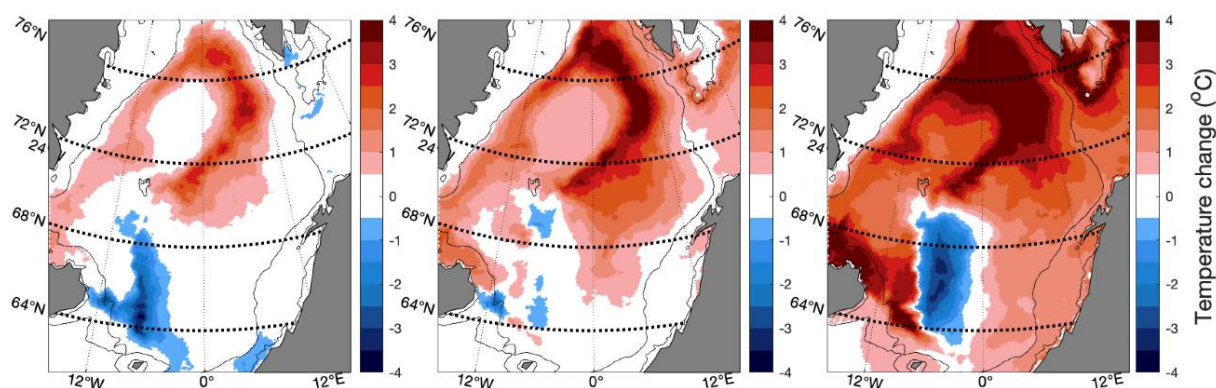 76°N 76°N 76°N
72°N 72°N 72°N
24 24 24
68°N 68°N 68°N
64°N 64°N 64°N
12°W 0° 12°E 12°W 0° 12°E 12°W 0° 12°E
4 3 2 1 0 -1 -2 -3 -4
4 3 2 1 0 -1 -2 -3 -4
4 3 2 1 0 -1 -2 -3 -4
Temperature change (°C)